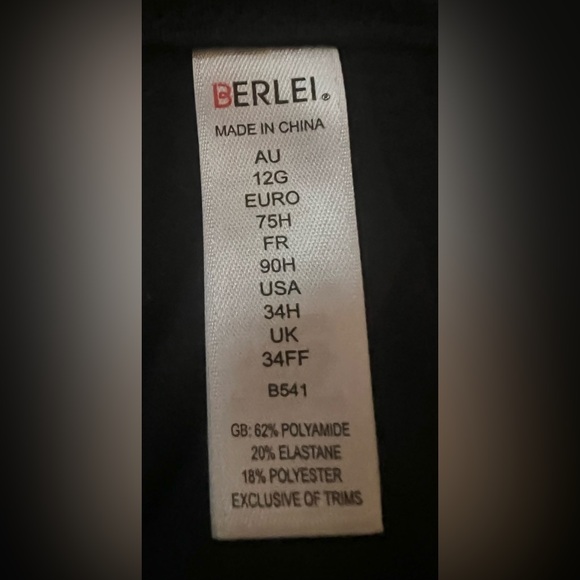 BERLEI®
MADE IN CHINA
AU
12G
EURO
75H
FR
90H
USA
34H
UK
34FF
B541
GB: 62% POLYAMIDE
20% ELASTANE
18% POLYESTER
EXCLUSIVE OF TRIMS